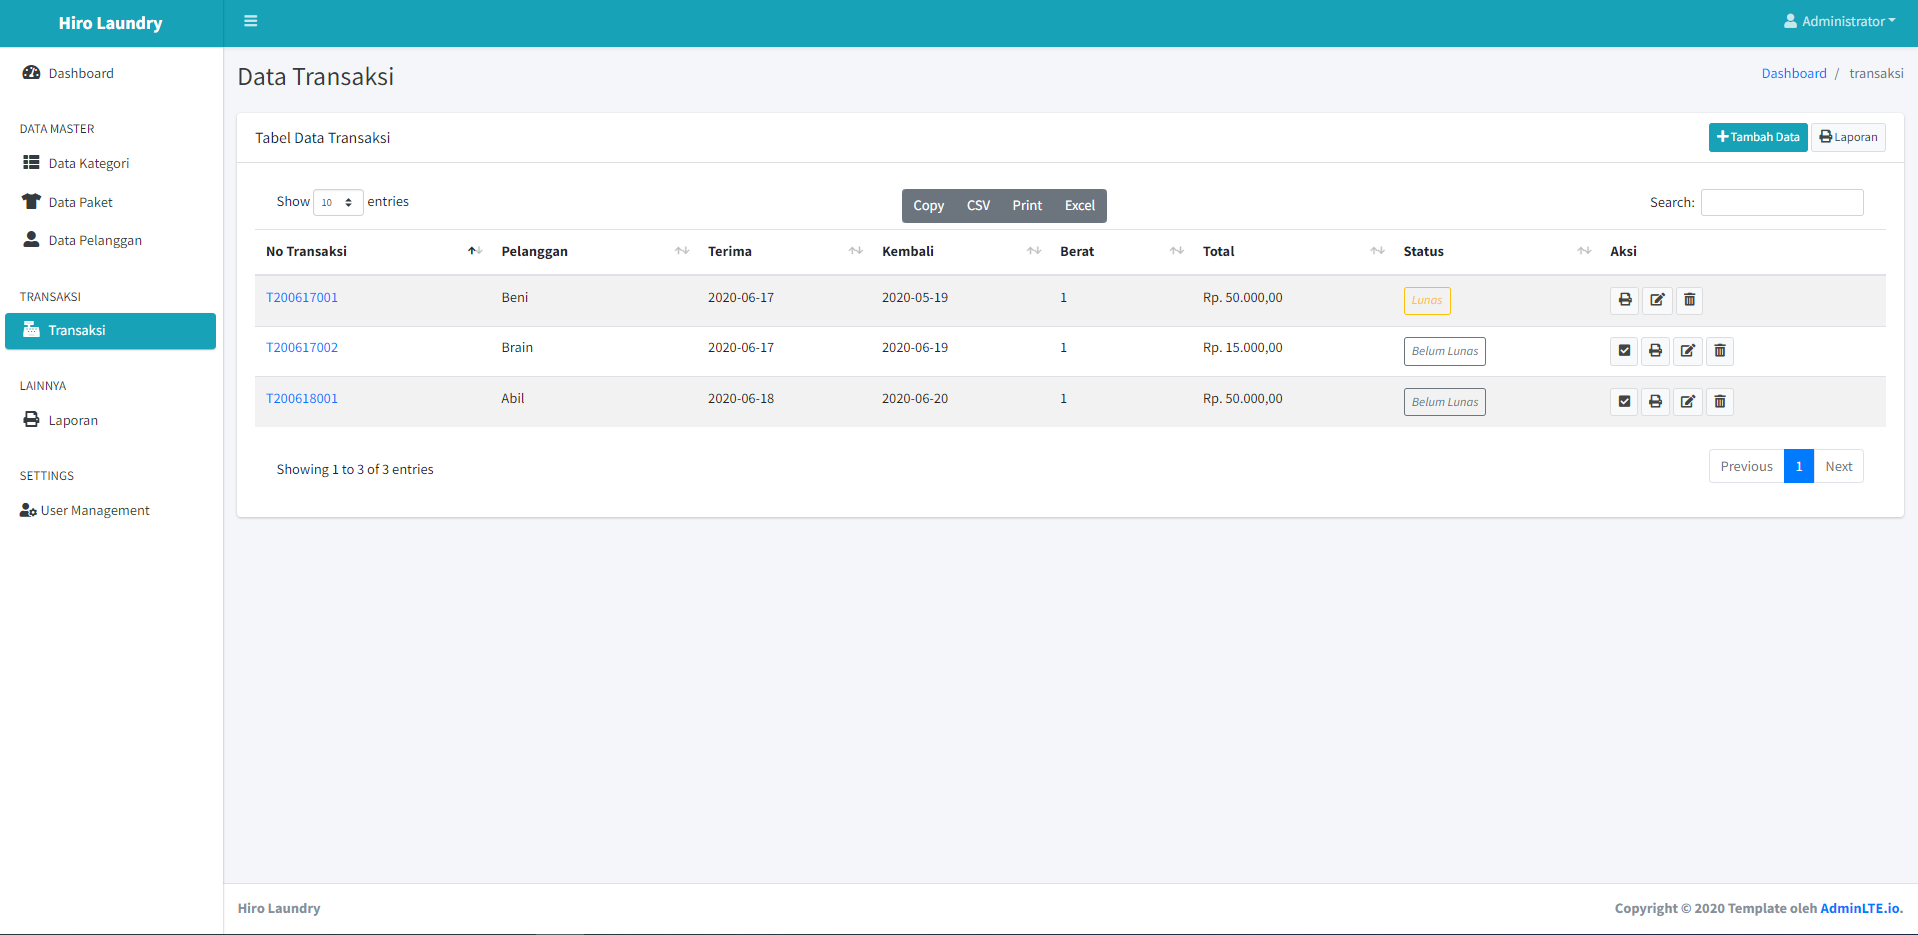 Hiro Laundry
Administrator
Dashboard
DATA MASTER
Data Kategori
Data Paket
Data Pelanggan
TRANSAKSI
Transaksi
LAINNYA
Laporan
SETTINGS
User Management
Data Transaksi
Dashboard / transaksi
Tabel Data Transaksi
Tambah Data Laporan
Show 10 entries
Copy CSV Print Excel
Search:
No Transaksi Pelanggan Terima Kembali Berat Total Status Aksi
T200617001 Beni 2020-06-17 2020-05-19 1 Rp. 50.000,00 Lunas
T200617002 Brain 2020-06-17 2020-06-19 1 Rp. 15.000,00 Belum Lunas
T200618001 Abil 2020-06-18 2020-06-20 1 Rp. 50.000,00 Belum Lunas
Showing 1 to 3 of 3 entries
Previous 1 Next
Hiro Laundry
Copyright © 2020 Template oleh AdminLTE.io.